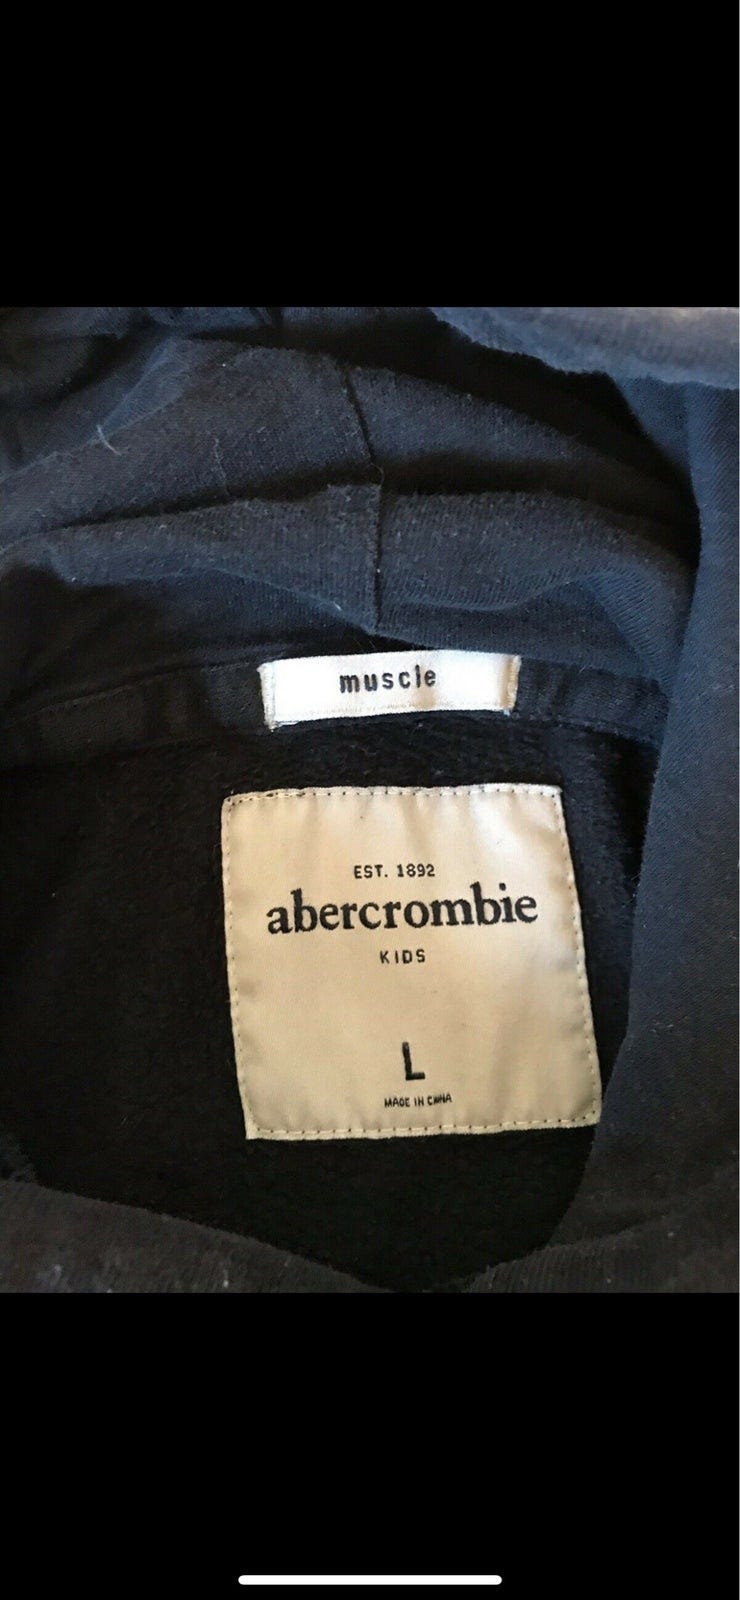 muscle
EST. 1892
abercrombie
KIDS
L
MADE IN CHINA